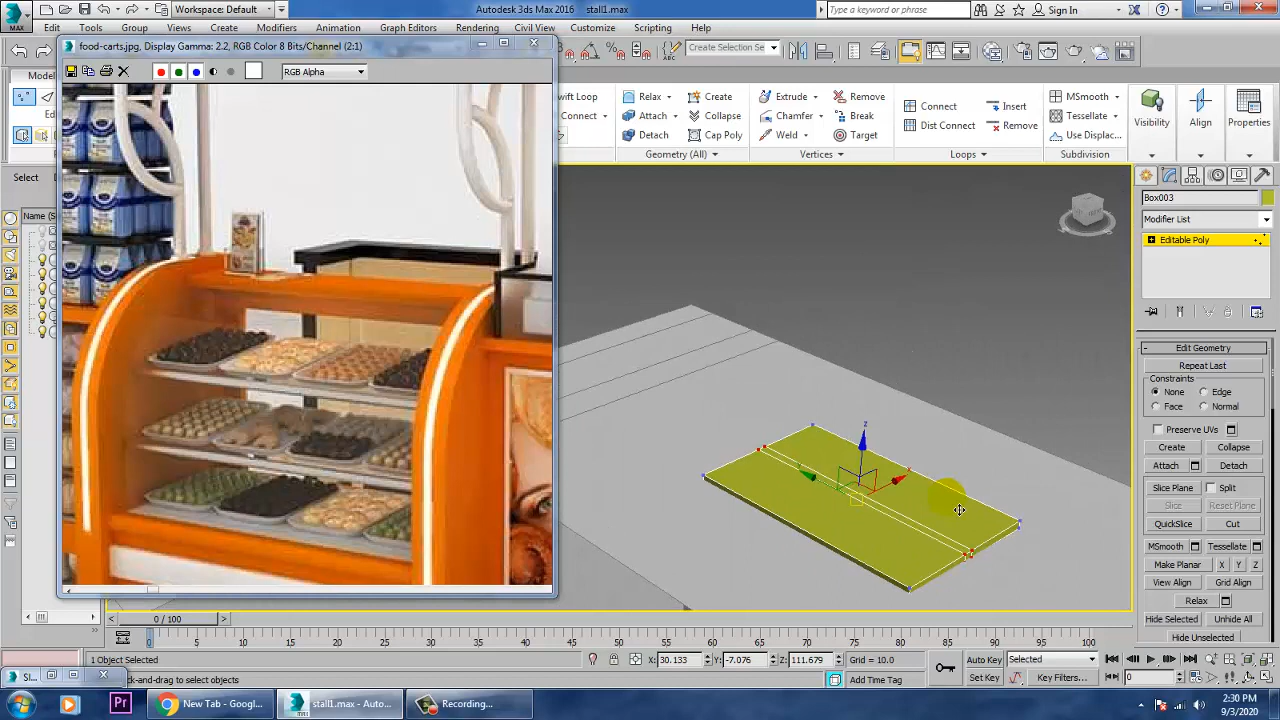 MAX
Workspace: Default
Autodesk 3ds Max 2016    stall1.max
Type a keyword or phrase
Sign In
Edit
Tools
Group
Views
Create
Modifiers
Animation
Graph Editors
Rendering
Civil View
Customize
Scripting
Help
food-carts.jpg, Display Gamma: 2.2, RGB Color 8 Bits/Channel (2:1)
RGB Alpha
Create Selection Se
Swift Loop
Relax
Create
Extrude
Remove
Connect
Insert
MSmooth
Connect
Attach
Collapse
Chamfer
Break
Dist Connect
Remove
Tessellate
Detach
Cap Poly
Weld
Target
Use Displac...
Visibility
Align
Properties
Geometry (All)
Vertices
Loops
Subdivision
Select
Name (S
Box003
Modifier List
Editable Poly
Edit Geometry
Repeat Last
Constraints
None
Edge
Face
Normal
Preserve UVs
Create
Collapse
Attach
Detach
Slice Plane
Split
Slice
Reset Plane
QuickSlice
Cut
MSmooth
Tessellate
Make Planar
X
Y
Z
View Align
Grid Align
Relax
Hide Selected
Unhide All
Hide Unselected
0 / 100
0 5 10 15 20 25 30 35 40 45 50 55 60 65 70 75 80 85 90 95 100
1 Object Selected
X: 30.133
Y: -7.076
Z: 111.679
Grid = 10.0
Auto Key
Selected
-and-drag to select objects
Add Time Tag
Set Key
Key Filters...
0
New Tab - Googl...
stall1.max - Auto...
Recording...
2:30 PM
9/3/2020